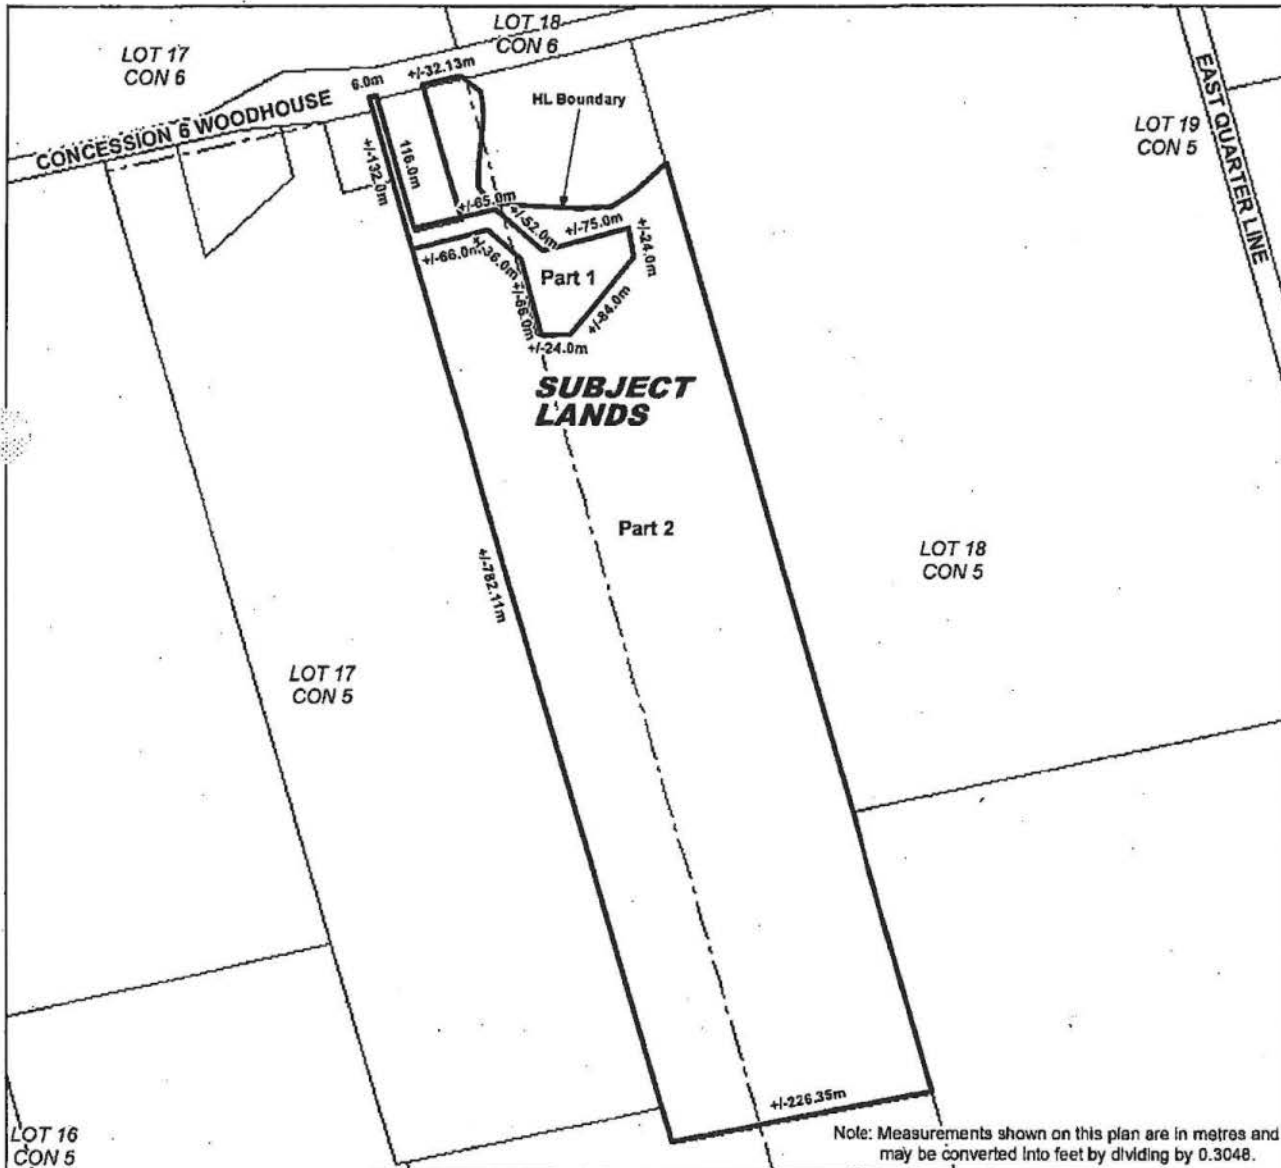 LOT 18
CON 6
LOT 17
CON 6
6.0m
+/-32.13m
HL Boundary
EAST QUARTER LINE
LOT 19
CON 5
CONCESSION 6 WOODHOUSE
+/-132.0m
116.0m
+/-65.0m
+/-52.0m
+/-75.0m
+/-24.0m
+/-66.0m
+/-36.0m
Part 1
+/-66.0m
+/-84.0m
+/-24.0m
SUBJECT
LANDS
Part 2
+/-782.11m
LOT 18
CON 5
LOT 17
CON 5
+/-226.35m
LOT 16
CON 5
Note: Measurements shown on this plan are in metres and
may be converted into feet by dividing by 0.3048.